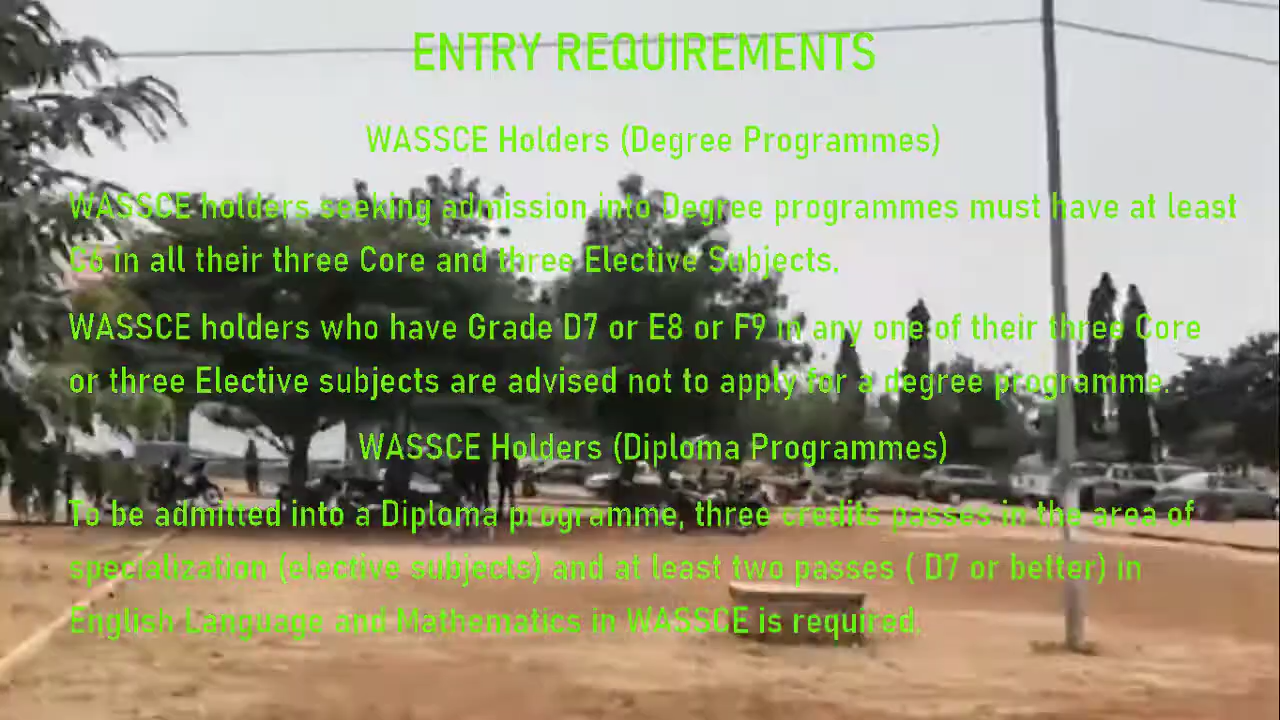 ENTRY REQUIREMENTS
WASSCE Holders (Degree Programmes)
WASSCE holders seeking admission into Degree programmes must have at least
C6 in all their three Core and three Elective Subjects.
WASSCE holders who have Grade D7 or E8 or F9 in any one of their three Core
or three Elective subjects are advised not to apply for a degree programme.
WASSCE Holders (Diploma Programmes)
To be admitted into a Diploma programme, three credits passes in the area of
specialization (elective subjects) and at least two passes ( D7 or better) in
English Language and Mathematics in WASSCE is required.